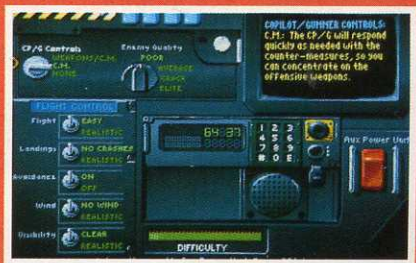 COPILOT/GUNNER CONTROLS:
C.M.: The CP/G will respond
quickly as needed with the
counter-measures, so you
can concentrate on the
offensive weapons.
CP/G Controls
WEAPONS/C.M.
C.M.
NONE
Enemy Quality
POOR
AVERAGE
CRACK
ELITE
FLIGHT CONTROL
Flight
EASY
REALISTIC
Landings
NO CRASHES
REALISTIC
Avoidance
ON
OFF
Wind
NO WIND
REALISTIC
Visibility
CLEAR
REALISTIC
64:37
1 2 3
4 5 6
7 8 9
# 0 E
Aux Power Unit
DIFFICULTY